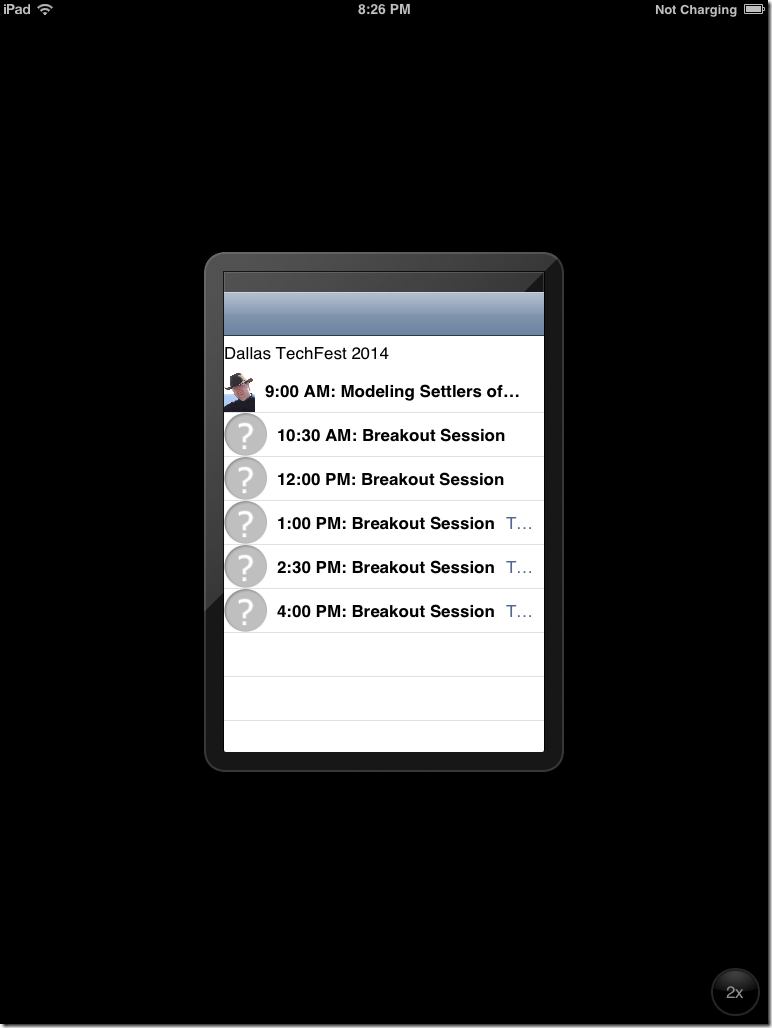 iPad 8:26 PM Not Charging
Dallas TechFest 2014
9:00 AM: Modeling Settlers of…
? 10:30 AM: Breakout Session
? 12:00 PM: Breakout Session
? 1:00 PM: Breakout Session T…
? 2:30 PM: Breakout Session T…
? 4:00 PM: Breakout Session T…
2x